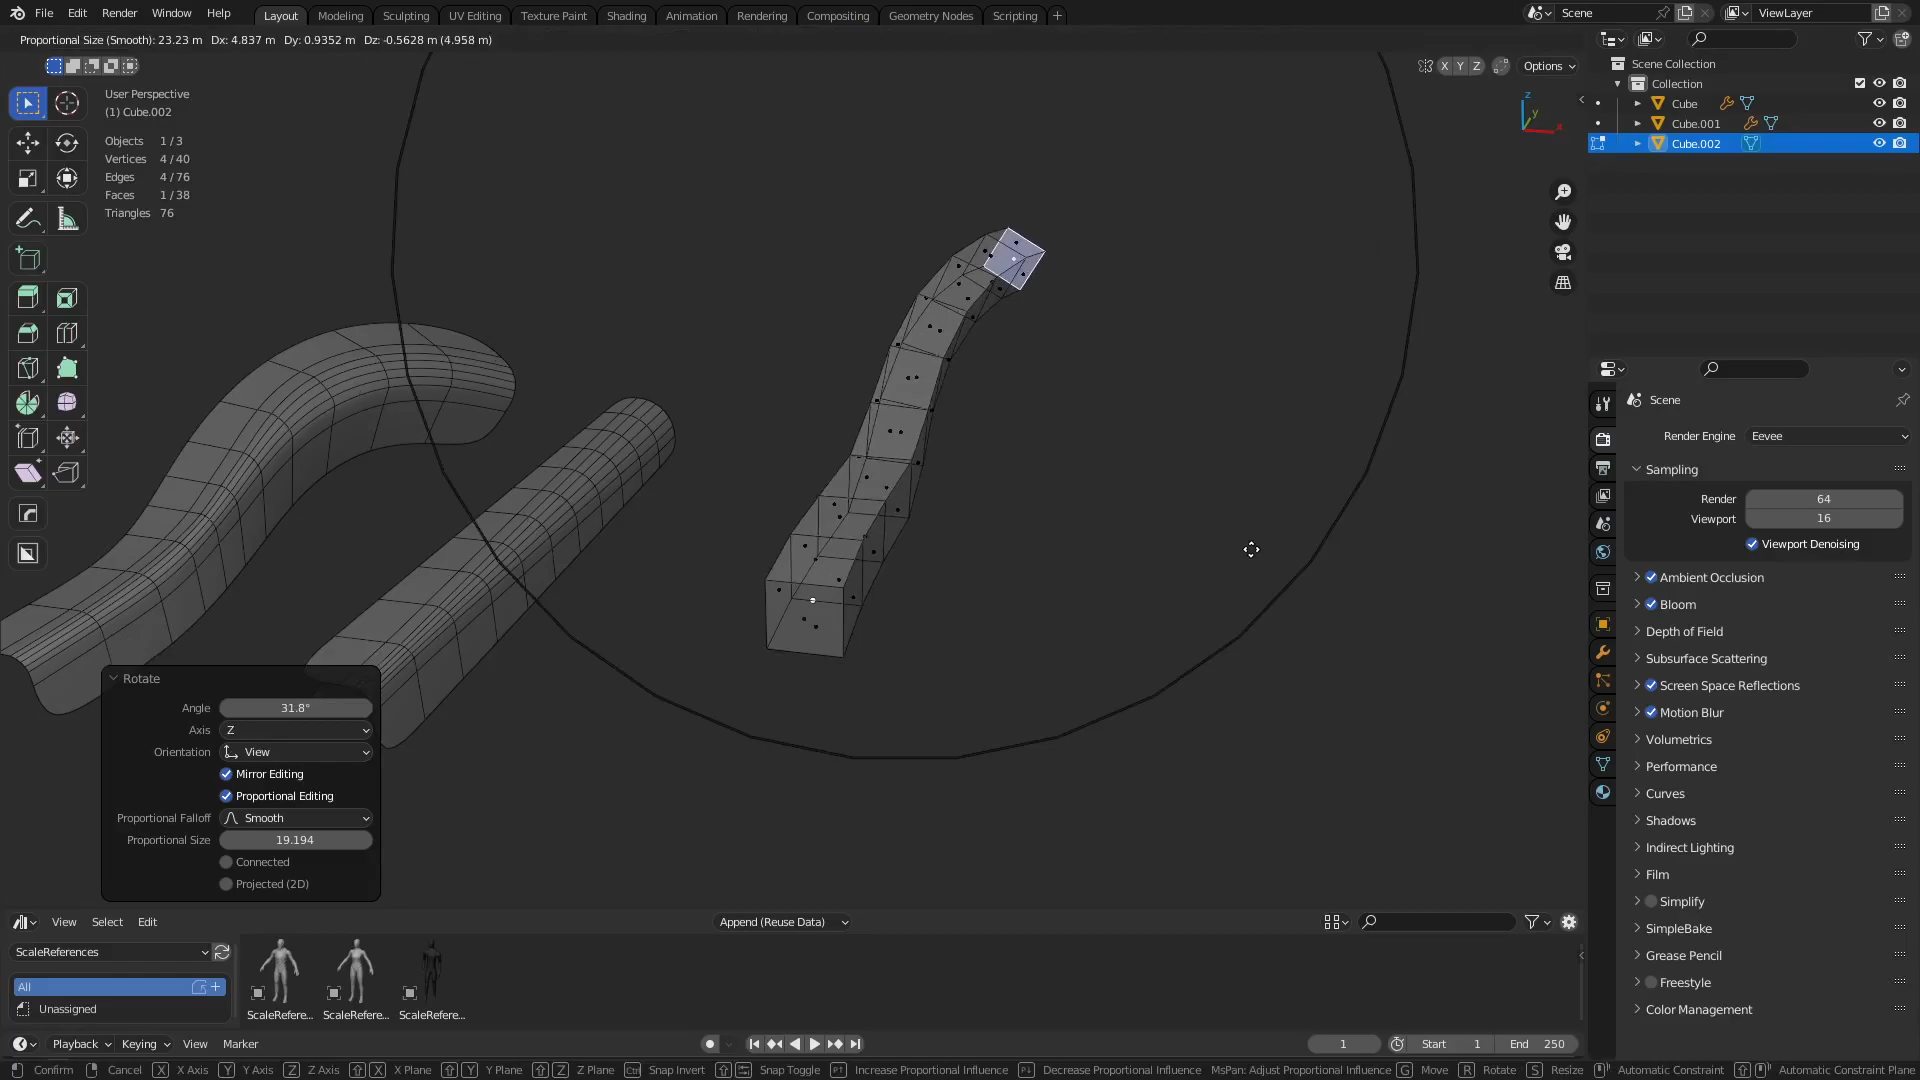 File Edit Render Window Help Layout Modeling Sculpting UV Editing Texture Paint Shading Animation Rendering Compositing Geometry Nodes Scripting + Scene ViewLayer
Proportional Size (Smooth): 23.23 m Dx: 4.837 m Dy: 0.9352 m Dz: -0.5628 m (4.958 m)
X Y Z Options
User Perspective
(1) Cube.002
Objects 1 / 3
Vertices 4 / 40
Edges 4 / 76
Faces 1 / 38
Triangles 76
z
y
x
Scene Collection
Collection
Cube
Cube.001
Cube.002
Scene
Render Engine Eevee
Sampling
Render 64
Viewport 16
Viewport Denoising
Ambient Occlusion
Bloom
Depth of Field
Subsurface Scattering
Screen Space Reflections
Motion Blur
Volumetrics
Performance
Curves
Shadows
Indirect Lighting
Film
Simplify
SimpleBake
Grease Pencil
Freestyle
Color Management
Rotate
Angle 31.8°
Axis Z
Orientation View
Mirror Editing
Proportional Editing
Proportional Falloff Smooth
Proportional Size 19.194
Connected
Projected (2D)
View Select Edit Append (Reuse Data)
ScaleReferences
All
Unassigned
ScaleRefere... ScaleRefere... ScaleRefere...
Playback Keying View Marker 1 Start 1 End 250
Confirm Cancel X X Axis Y Y Axis Z Z Axis X X Plane Y Y Plane Z Z Plane Ctrl Snap Invert Snap Toggle Increase Proportional Influence Decrease Proportional Influence MsPan: Adjust Proportional Influence G Move R Rotate S Resize Automatic Constraint Automatic Constraint Plane